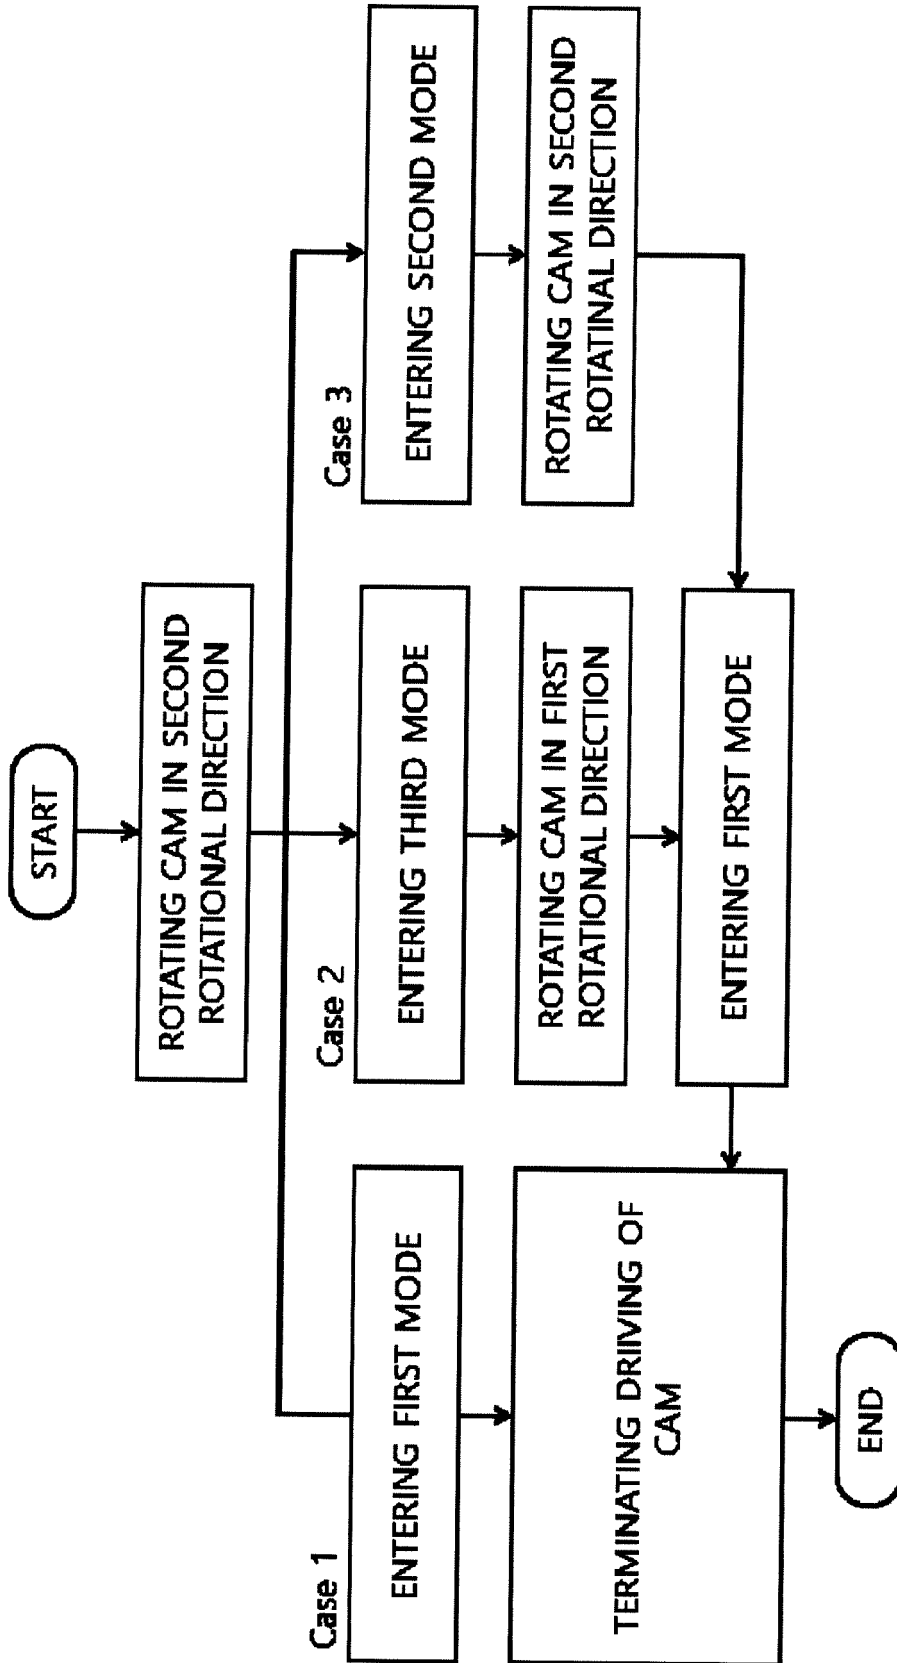 START
ROTATING CAM IN SECOND
ROTATIONAL DIRECTION
Case 1
ENTERING FIRST MODE
TERMINATING DRIIVING OF
CAM
END
Case 2
ENTERING THIRD MODE
ROTATING CAM IN FIRST
ROTATIONAL DIRECTION
ENTERING FIRST MODE
Case 3
ENTERING SECOND MODE
ROTATING CAM IN SECOND
ROTATINAL DIRECTION